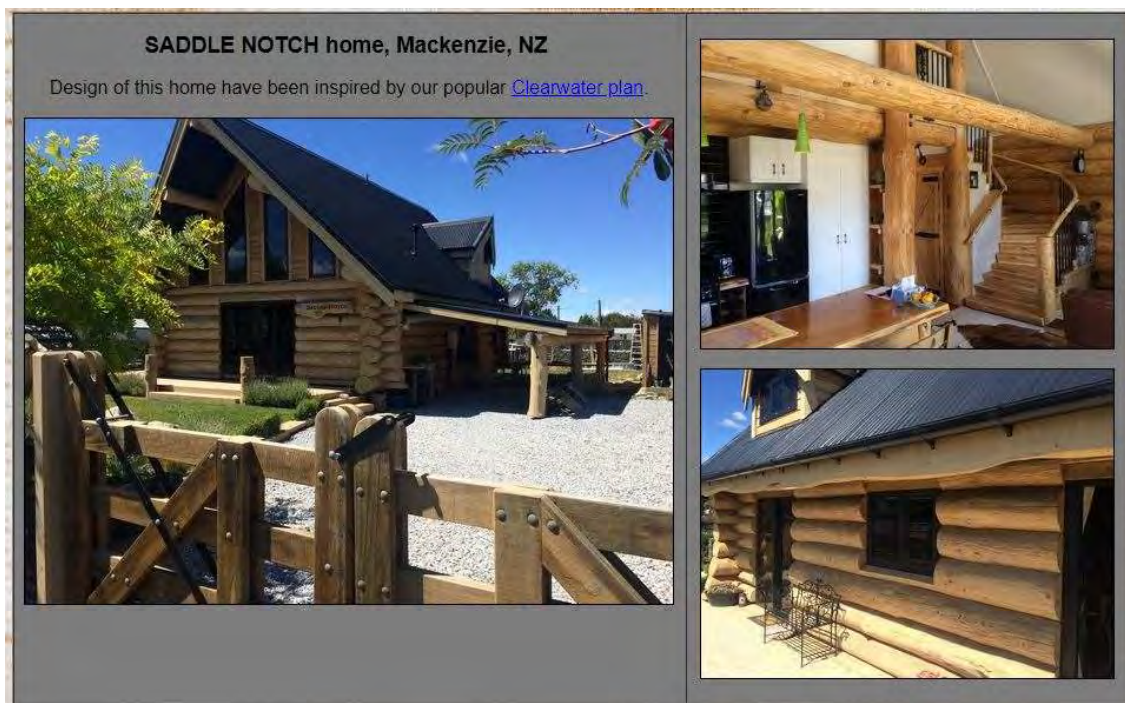 SADDLE NOTCH home, Mackenzie, NZ
Design of this home have been inspired by our popular Clearwater plan.